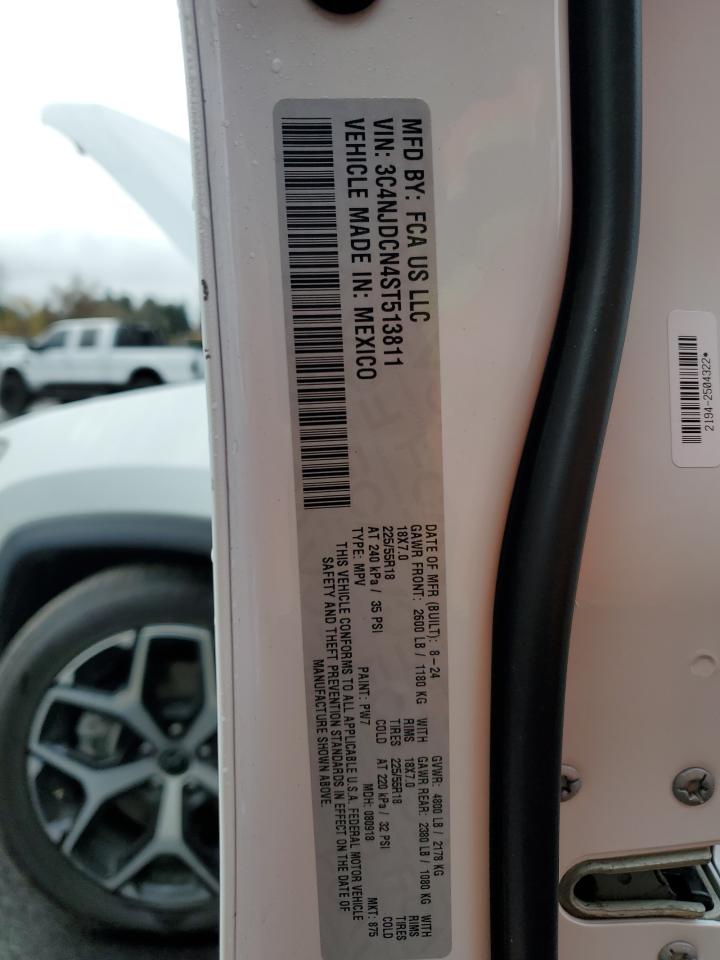 MFD BY: FCA US LLC
VIN: 3C4NJDCN4ST513811
VEHICLE MADE IN: MEXICO
DATE OF MFR (BUILT): 8-24 GVWR: 4800 LB / 2178 KG
GAWR FRONT: 2600 LB / 1180 KG WITH GAWR REAR: 2380 LB / 1080 KG WITH
18X7.0 RIMS 18X7.0 RIMS
225/55R18 TIRES 225/55R18 TIRES
AT 240 kPa / 35 PSI COLD AT 220 kPa / 32 PSI COLD
TYPE: MPV PAINT: PW7 MDH: 080918 MKT: 875
THIS VEHICLE CONFORMS TO ALL APPLICABLE U.S.A. FEDERAL MOTOR VEHICLE
SAFETY AND THEFT PREVENTION STANDARDS IN EFFECT ON THE DATE OF
MANUFACTURE SHOWN ABOVE.
2194-2504322*